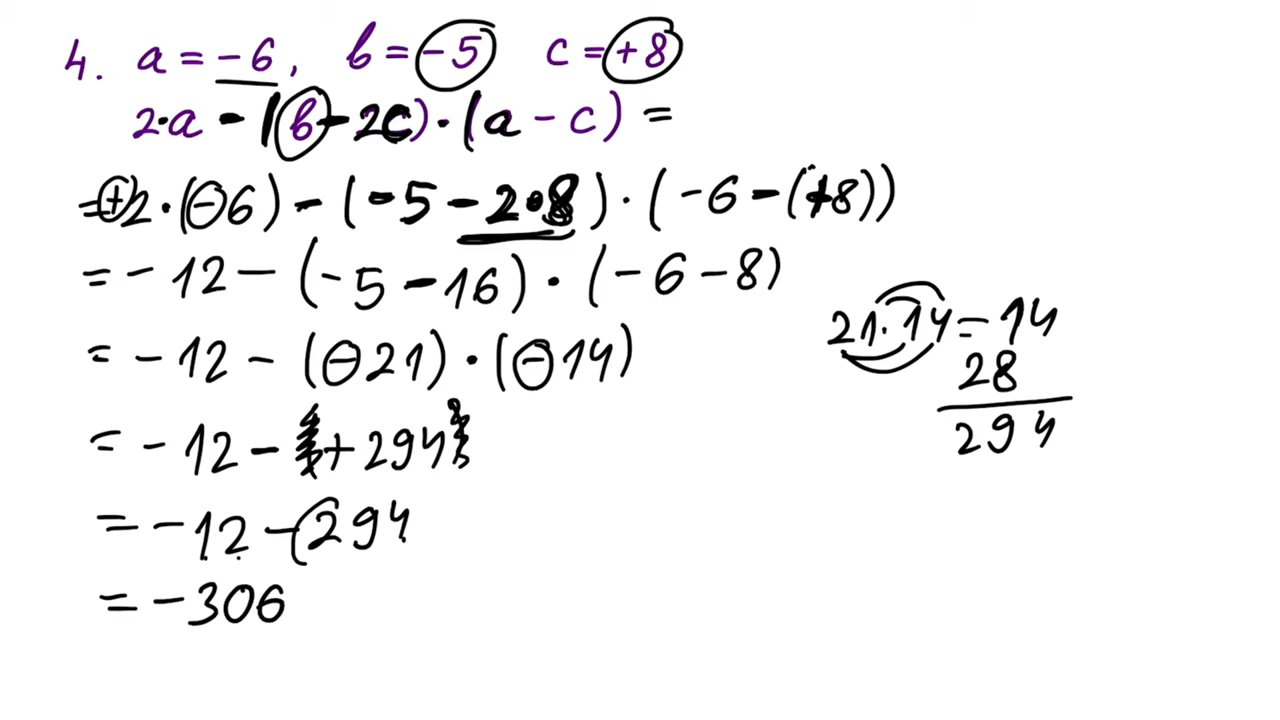 4. a = -6, b = -5 c = +8
2·a - (b - 2c) · (a - c) =
= +2 · (-6) - (-5 - 2·8) · (-6 - (+8))
= -12 - (-5 - 16) · (-6 - 8)
= -12 - (-21) · (-14)
= -12 - (+294)
= -12 - (294
= -306
21·14 = 14
28
294